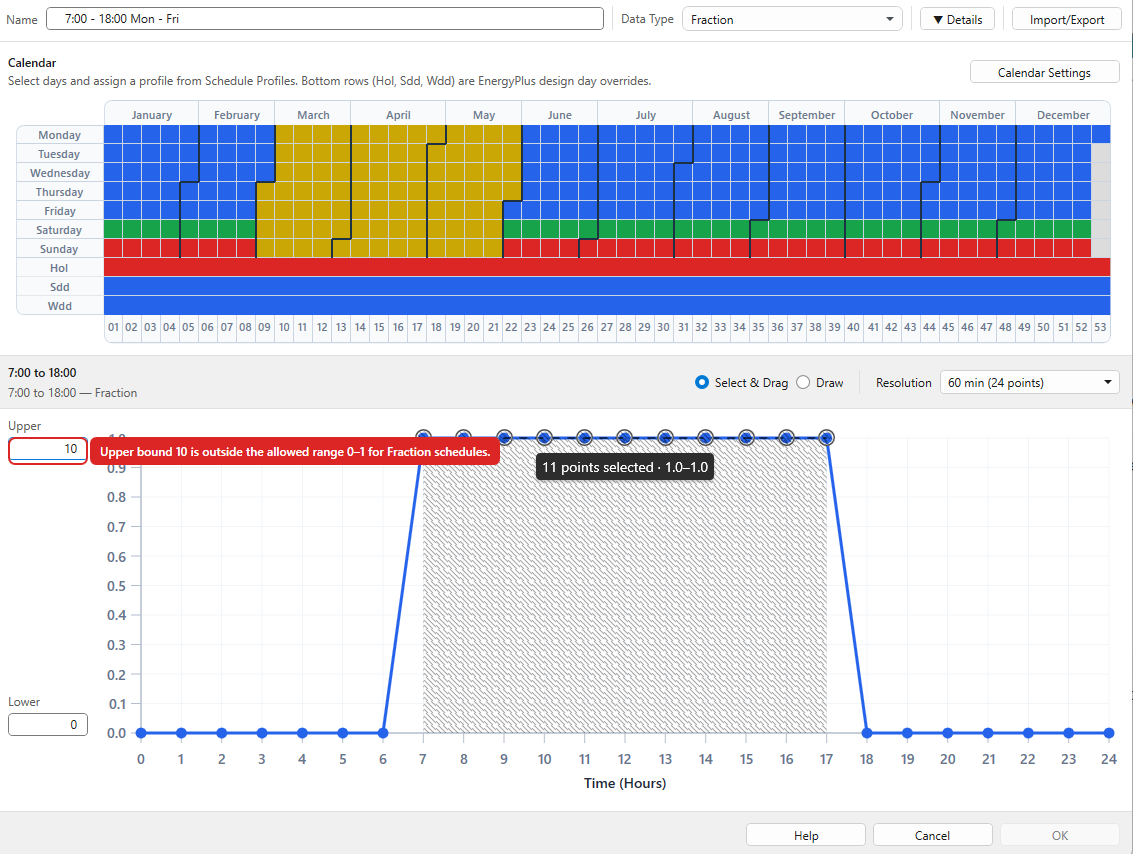 Name 7:00 - 18:00 Mon - Fri Data Type Fraction ▼ Details Import/Export
Calendar
Select days and assign a profile from Schedule Profiles. Bottom rows (Hol, Sdd, Wdd) are EnergyPlus design day overrides.
Calendar Settings
January February March April May June July August September October November December
Monday
Tuesday
Wednesday
Thursday
Friday
Saturday
Sunday
Hol
Sdd
Wdd
01 02 03 04 05 06 07 08 09 10 11 12 13 14 15 16 17 18 19 20 21 22 23 24 25 26 27 28 29 30 31 32 33 34 35 36 37 38 39 40 41 42 43 44 45 46 47 48 49 50 51 52 53
7:00 to 18:00
7:00 to 18:00 — Fraction
Select & Drag Draw Resolution 60 min (24 points)
Upper
1.0
10
Upper bound 10 is outside the allowed range 0–1 for Fraction schedules.
11 points selected · 1.0–1.0
0.9
0.8
0.7
0.6
0.5
0.4
0.3
0.2
Lower
0.1
0
0.0
0 1 2 3 4 5 6 7 8 9 10 11 12 13 14 15 16 17 18 19 20 21 22 23 24
Time (Hours)
Help Cancel OK